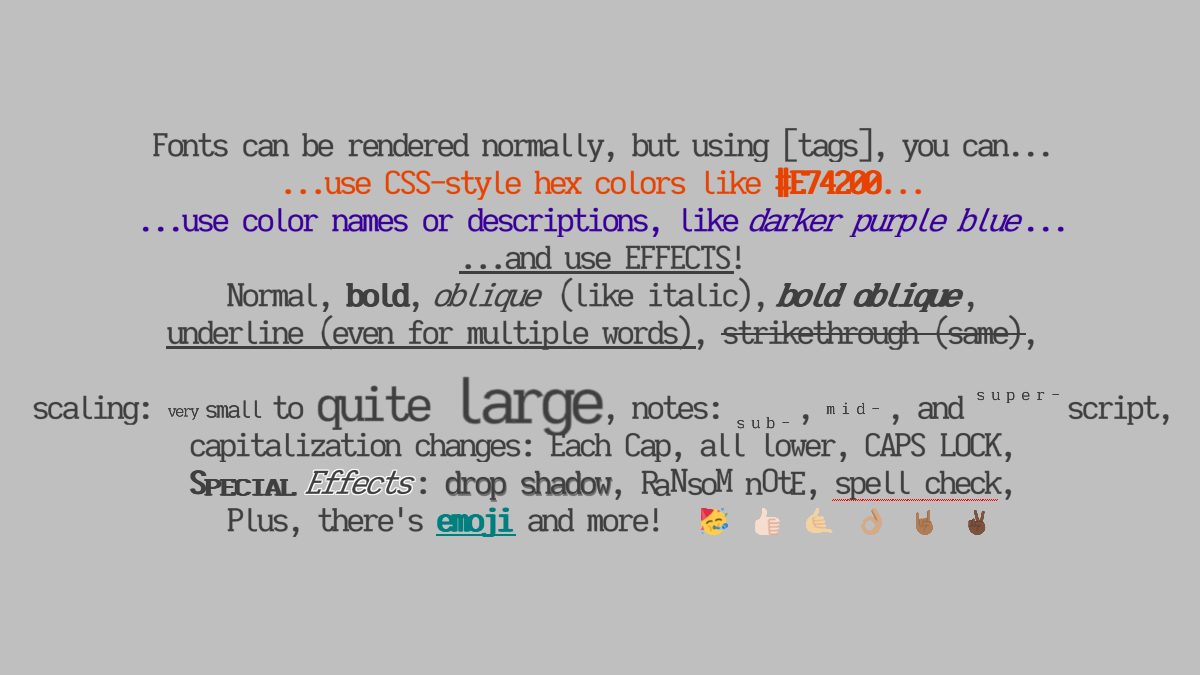 Fonts can be rendered normally, but using [tags], you can...
...use CSS-style hex colors like #E74200...
...use color names or descriptions, like darker purple blue...
...and use EFFECTS!
Normal, bold, oblique (like italic), bold oblique,
underline (even for multiple words), strikethrough (same),
scaling: very small to quite large, notes: sub-, mid-, and super-script,
capitalization changes: Each Cap, all lower, CAPS LOCK,
SPECIAL Effects: drop shadow, RaNsoM nOtE, spell check,
Plus, there's emoji and more! 🥳 👍🏻 🤙🏼 👌🏽 🤘🏾 ✌🏿